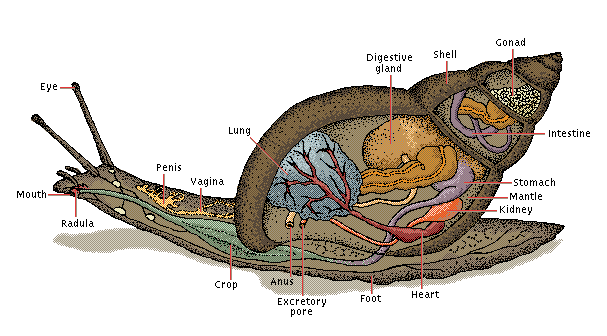 Gonad
Shell
Digestive
gland
Eye
Lung
Intestine
Penis
Vagina
Stomach
Mouth
Mantle
Kidney
Radula
Crop
Anus
Excretory
pore
Foot
Heart